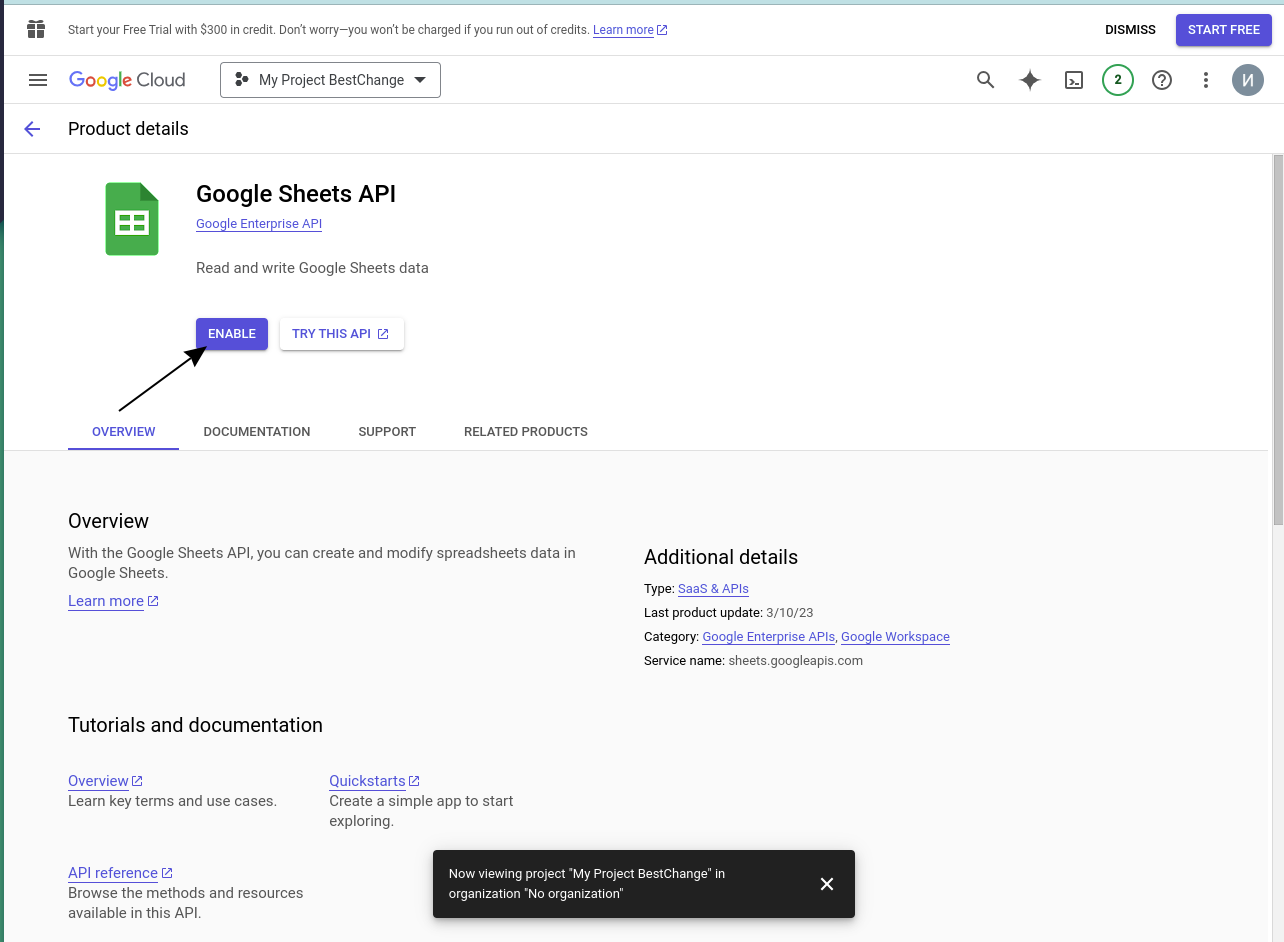 Start your Free Trial with $300 in credit. Don't worry—you won't be charged if you run out of credits. Learn more
DISMISS
START FREE
Google Cloud
My Project BestChange
2
И
Product details
Google Sheets API
Google Enterprise API
Read and write Google Sheets data
ENABLE
TRY THIS API
OVERVIEW
DOCUMENTATION
SUPPORT
RELATED PRODUCTS
Overview
With the Google Sheets API, you can create and modify spreadsheets data in
Google Sheets.
Learn more
Additional details
Type: SaaS & APIs
Last product update: 3/10/23
Category: Google Enterprise APIs, Google Workspace
Service name: sheets.googleapis.com
Tutorials and documentation
Overview
Learn key terms and use cases.
Quickstarts
Create a simple app to start
exploring.
API reference
Browse the methods and resources
available in this API.
Now viewing project "My Project BestChange" in
organization "No organization"